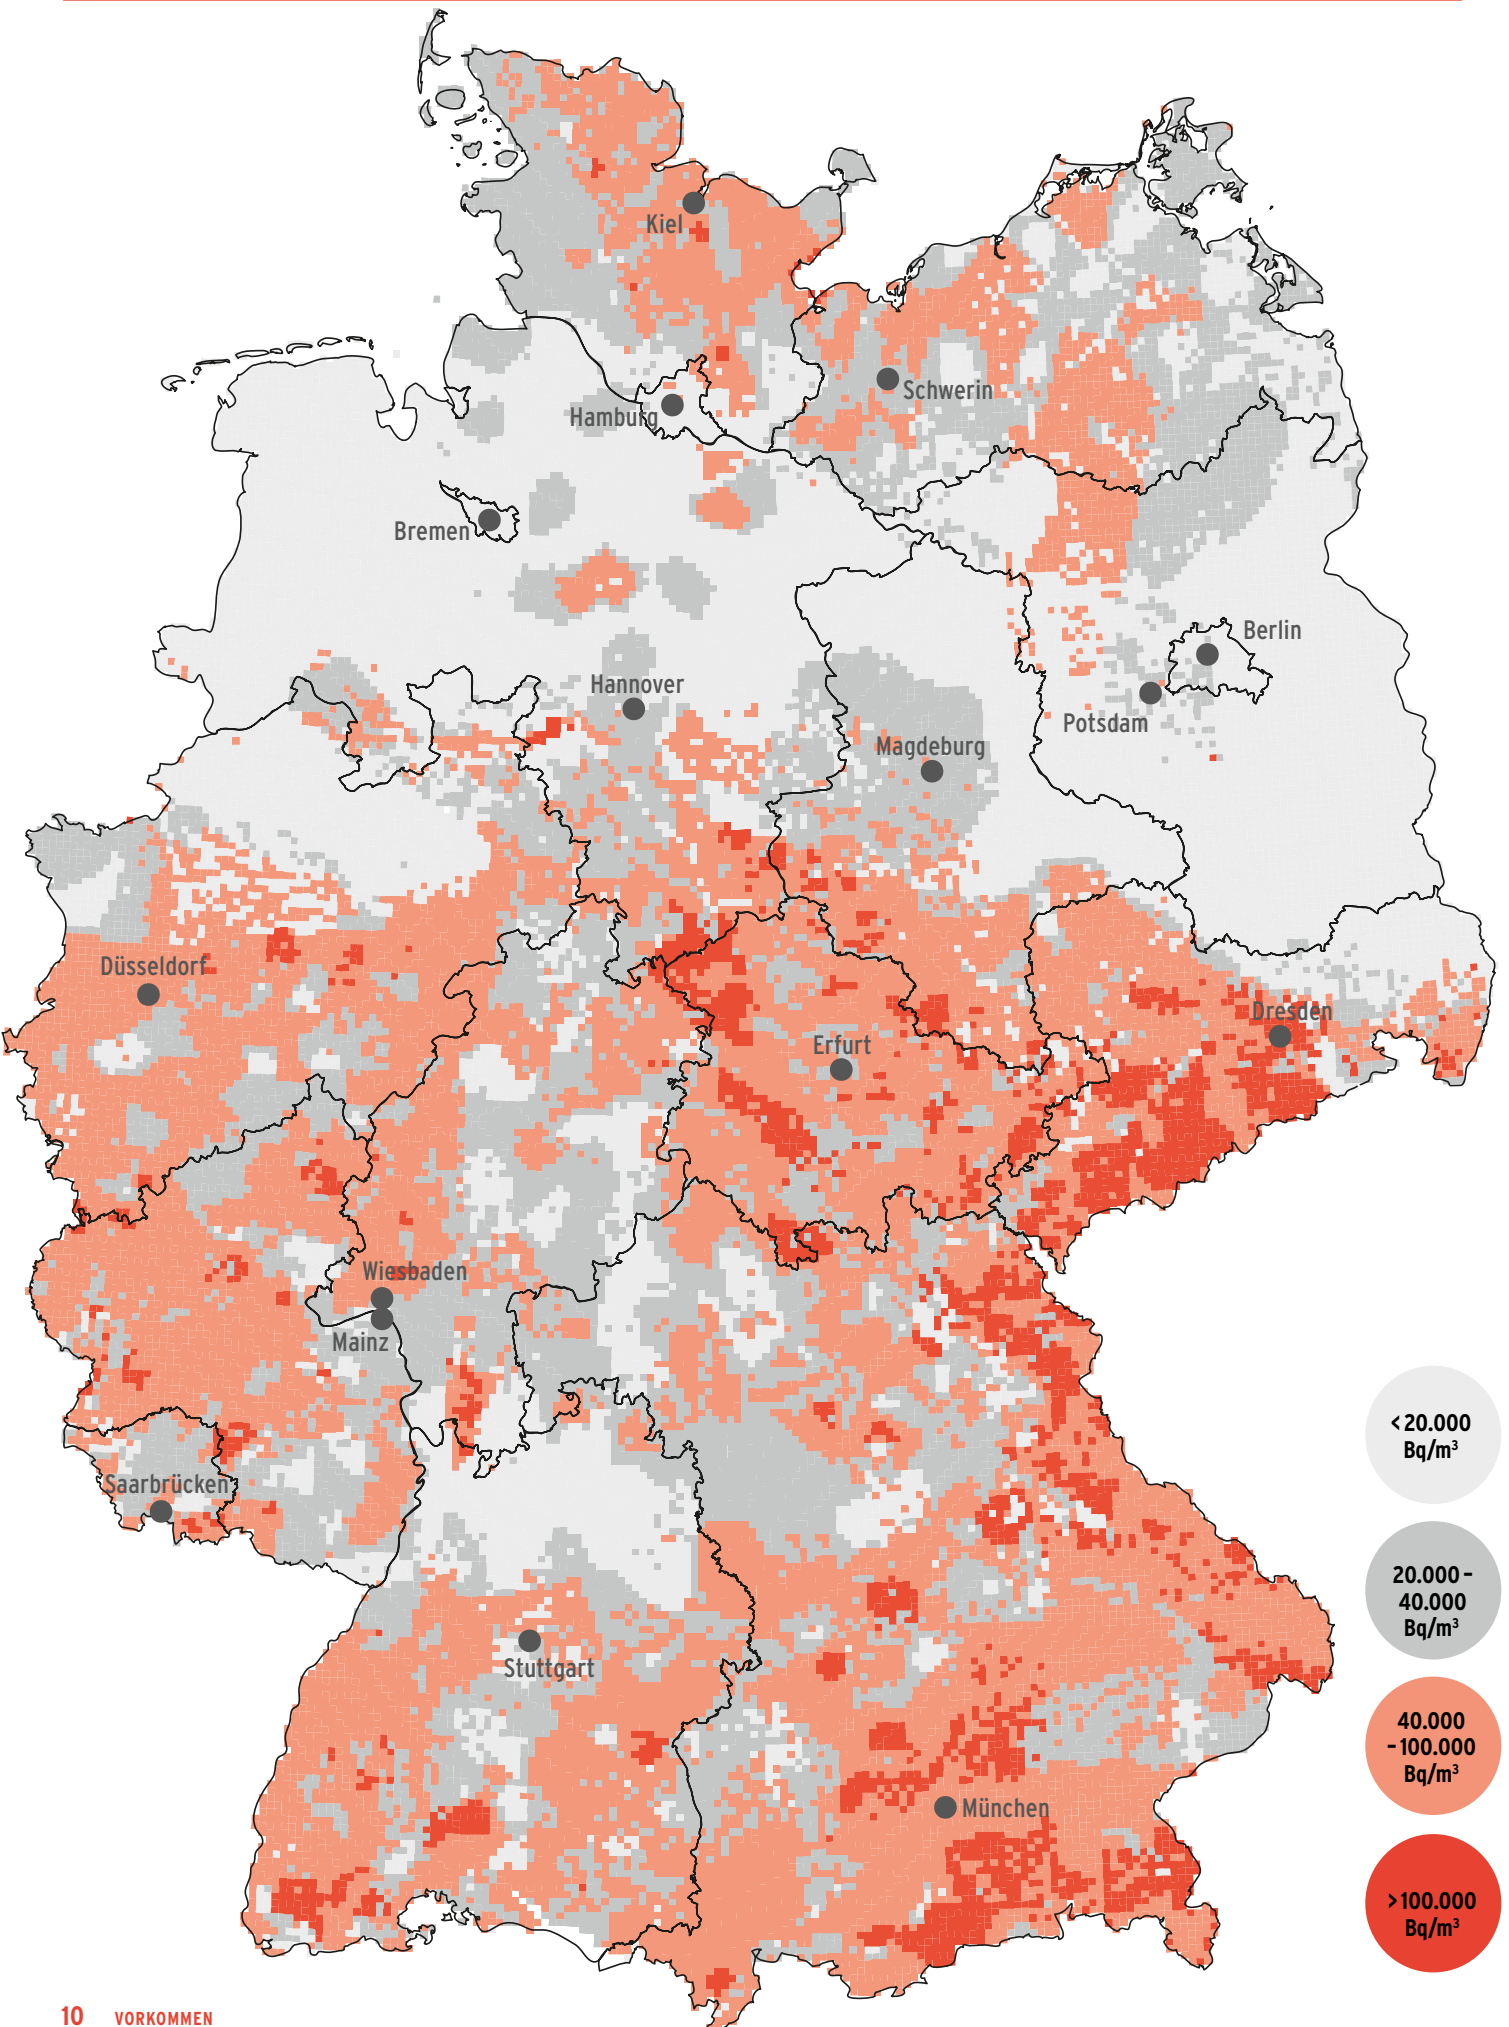 Kiel
Schwerin
Hamburg
Bremen
Berlin
Hannover
Potsdam
Magdeburg
Düsseldorf
Dresden
Erfurt
Wiesbaden
Mainz
Saarbrücken
Stuttgart
München
<20.000
Bq/m³
20.000 –
40.000
Bq/m³
40.000
– 100.000
Bq/m³
>100.000
Bq/m³
10 VORKOMMEN